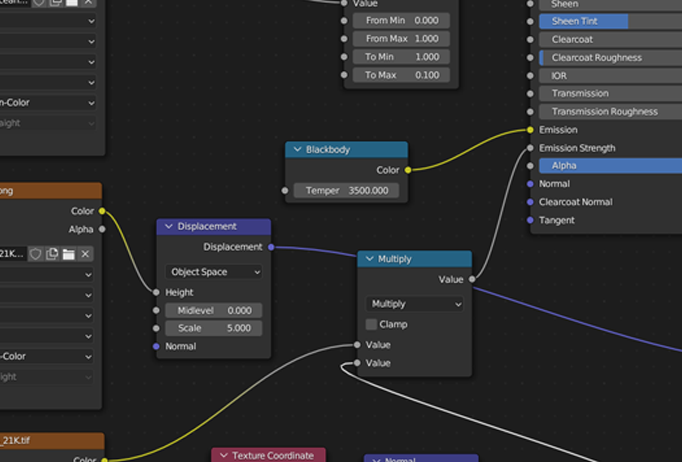 Value
From Min 0.000
From Max 1.000
To Min 1.000
To Max 0.100
Sheen
Sheen Tint
Clearcoat
Clearcoat Roughness
IOR
Transmission
Transmission Roughness
Emission
Emission Strength
Alpha
Normal
Clearcoat Normal
Tangent
n-Color
aight
Blackbody
Color
Temper 3500.000
ong
Color
Alpha
21K...
-Color
ight
Displacement
Displacement
Object Space
Height
Midlevel 0.000
Scale 5.000
Normal
Multiply
Value
Multiply
Clamp
Value
Value
_21K.tif
Color
Texture Coordinate
Normal